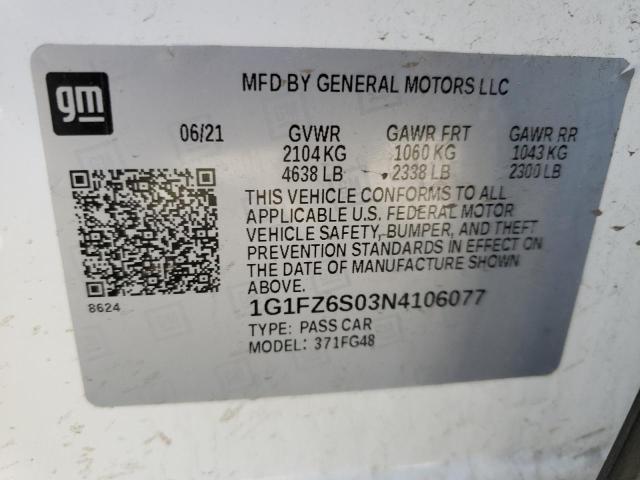 gm
MFD BY GENERAL MOTORS LLC
06/21 GVWR GAWR FRT GAWR RR
2104 KG 1060 KG 1043 KG
4638 LB 2338 LB 2300 LB
THIS VEHICLE CONFORMS TO ALL
APPLICABLE U.S. FEDERAL MOTOR
VEHICLE SAFETY, BUMPER, AND THEFT
PREVENTION STANDARDS IN EFFECT ON
THE DATE OF MANUFACTURE SHOWN
ABOVE.
8624
1G1FZ6S03N4106077
TYPE: PASS CAR
MODEL: 371FG48